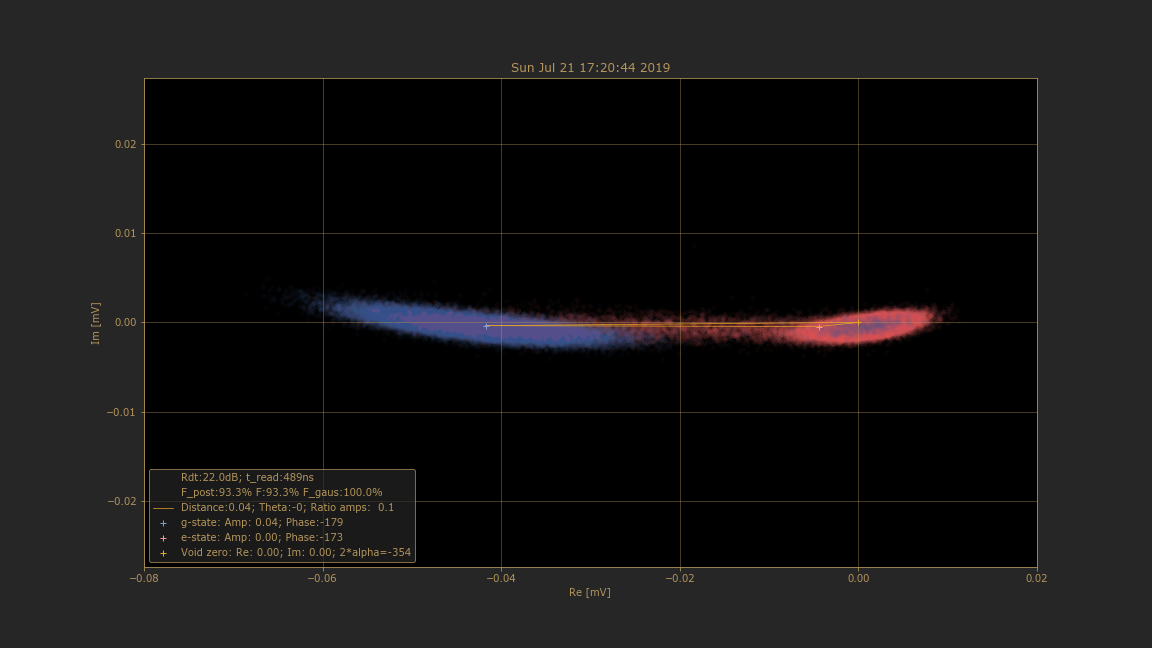 Sun Jul 21 17:20:44 2019
0.02
0.01
0.00
−0.01
−0.02
Im [mV]
Rdt:22.0dB; t_read:489ns
F_post:93.3% F:93.3% F_gaus:100.0%
Distance:0.04; Theta:-0; Ratio amps:  0.1
g-state: Amp: 0.04; Phase:-179
e-state: Amp: 0.00; Phase:-173
Void zero: Re: 0.00; Im: 0.00; 2*alpha=-354
−0.08 −0.06 −0.04 −0.02 0.00 0.02
Re [mV]